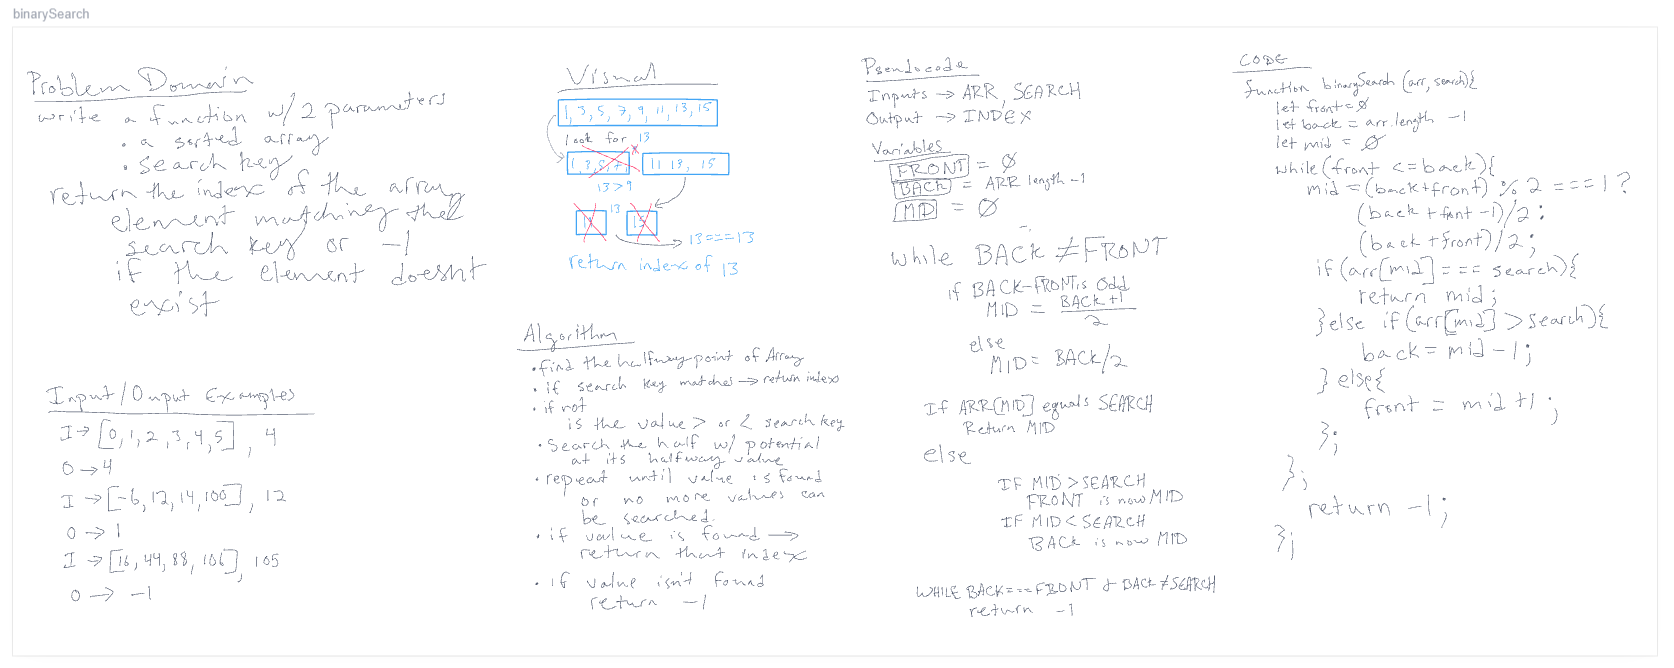 binarySearch
Problem Domain
write a function w/ 2 parameters
• a sorted array
• search key
return the index of the array
element matching the
search key or -1
if the element doesnt
exist
Input/Ouput Examples
I → [0, 1, 2, 3, 4, 5], 4
O → 4
I → [-6, 12, 14, 100], 12
O → 1
I → [16, 49, 88, 106], 105
O → -1
Visual
1, 3, 5, 7, 9, 11, 13, 15
look for 13
1, 3, 5, 7 x 11 13, 15
13 > 9
11 13 15
13 === 13
return index of 13
Algorithm
• find the halfway point of Array
• if search key matches → return index
• if not
is the value > or < search key
• Search the half w/ potential
at its halfway value
• repeat until value is found
or no more values can
be searched.
• if value is found →
return that index
• if value isn't found
return -1
Pseudocode
Inputs → ARR, SEARCH
Output → INDEX
Variables
FRONT = 0
BACK = ARR length -1
MID = 0
while BACK ≠ FRONT
if BACK-FRONT is odd
MID = BACK +1
2
else
MID = BACK/2
If ARR[MID] equals SEARCH
Return MID
else
IF MID > SEARCH
FRONT is now MID
IF MID < SEARCH
BACK is now MID
WHILE BACK === FRONT & BACK ≠ SEARCH
return -1
CODE
function binarySearch (arr, search){
let front = 0
let back = arr.length -1
let mid = 0
while (front <= back){
mid = (back + front) % 2 === 1 ?
(back + front -1)/2 :
(back + front)/2;
if (arr[mid] === search){
return mid;
}else if (arr[mid] > search){
back = mid -1;
} else{
front = mid +1 ;
};
};
return -1;
};